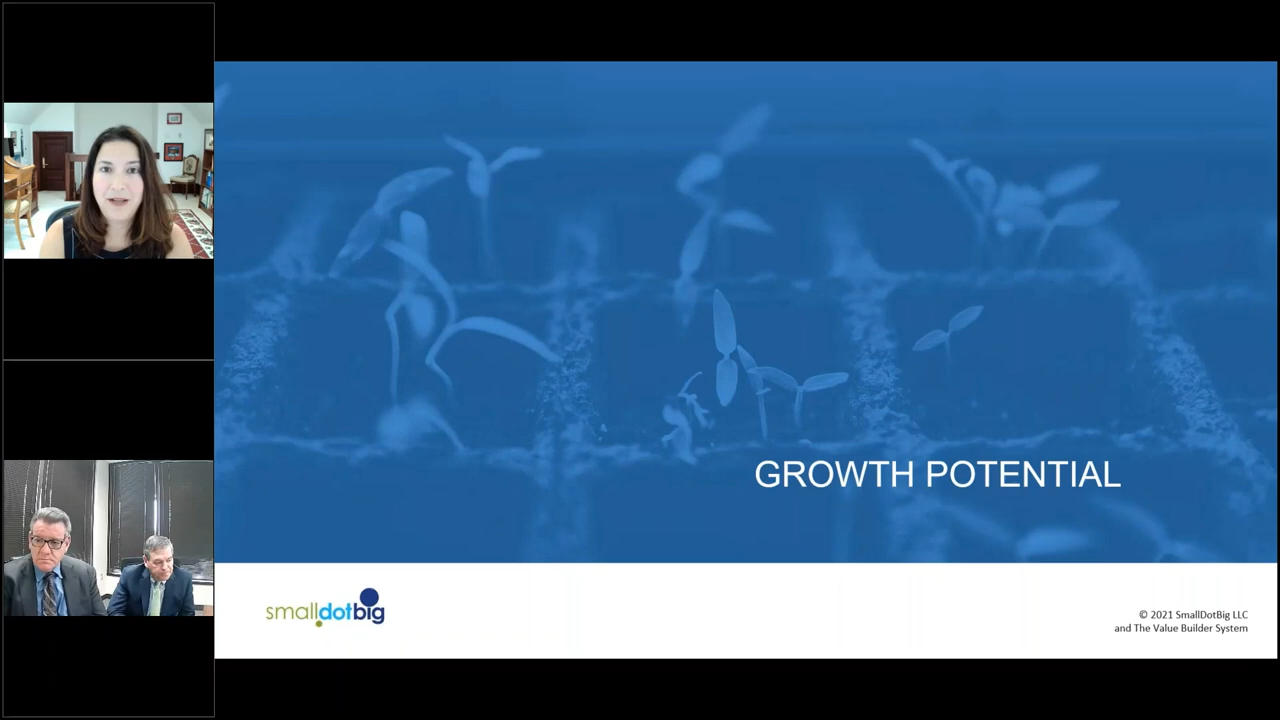 GROWTH POTENTIAL
smalldotbig
© 2021 SmallDotBig LLC
and The Value Builder System